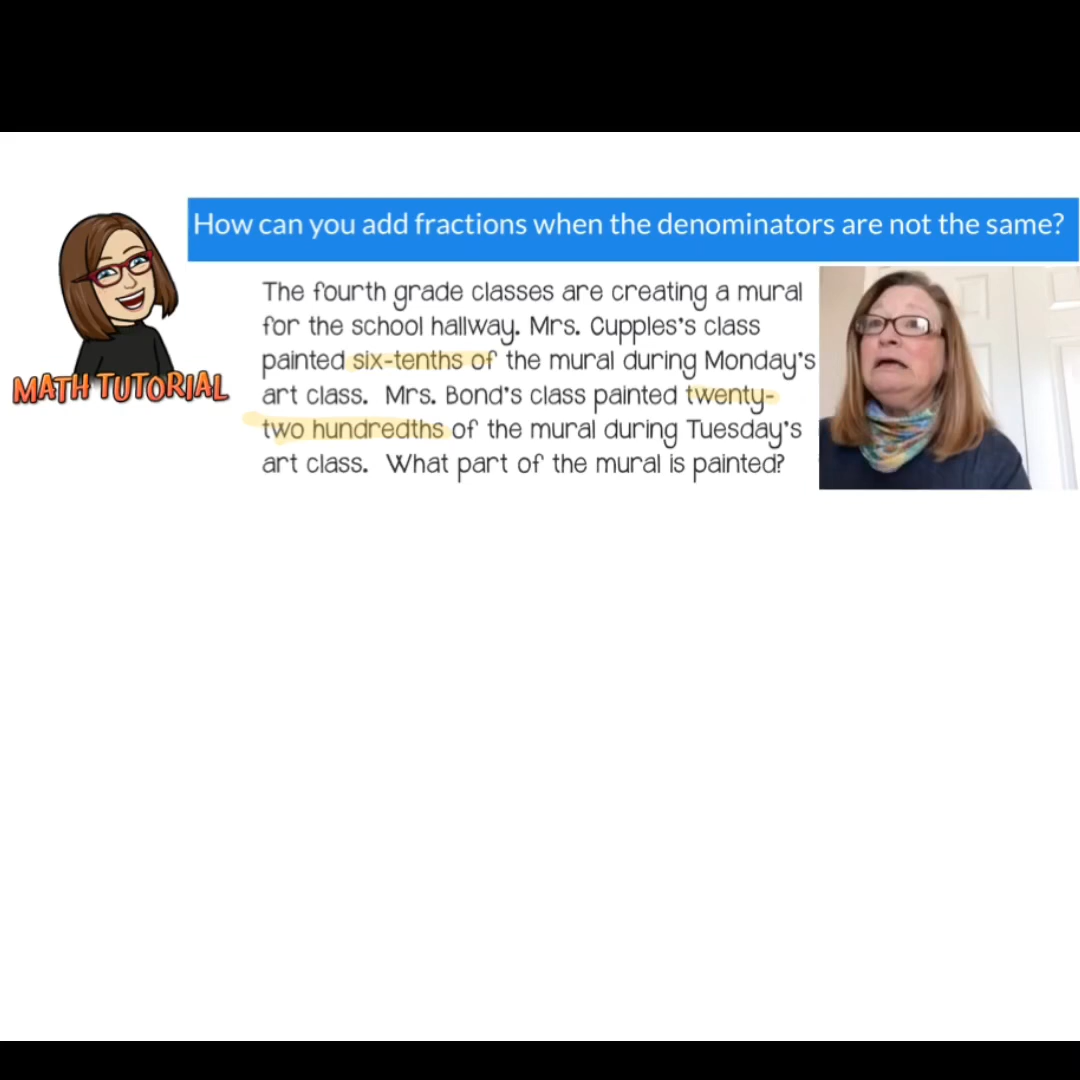 How can you add fractions when the denominators are not the same?
The fourth grade classes are creating a mural
for the school hallway. Mrs. Cupples's class
painted six-tenths of the mural during Monday's
art class. Mrs. Bond's class painted twenty-
two hundredths of the mural during Tuesday's
art class. What part of the mural is painted?
MATH TUTORIAL